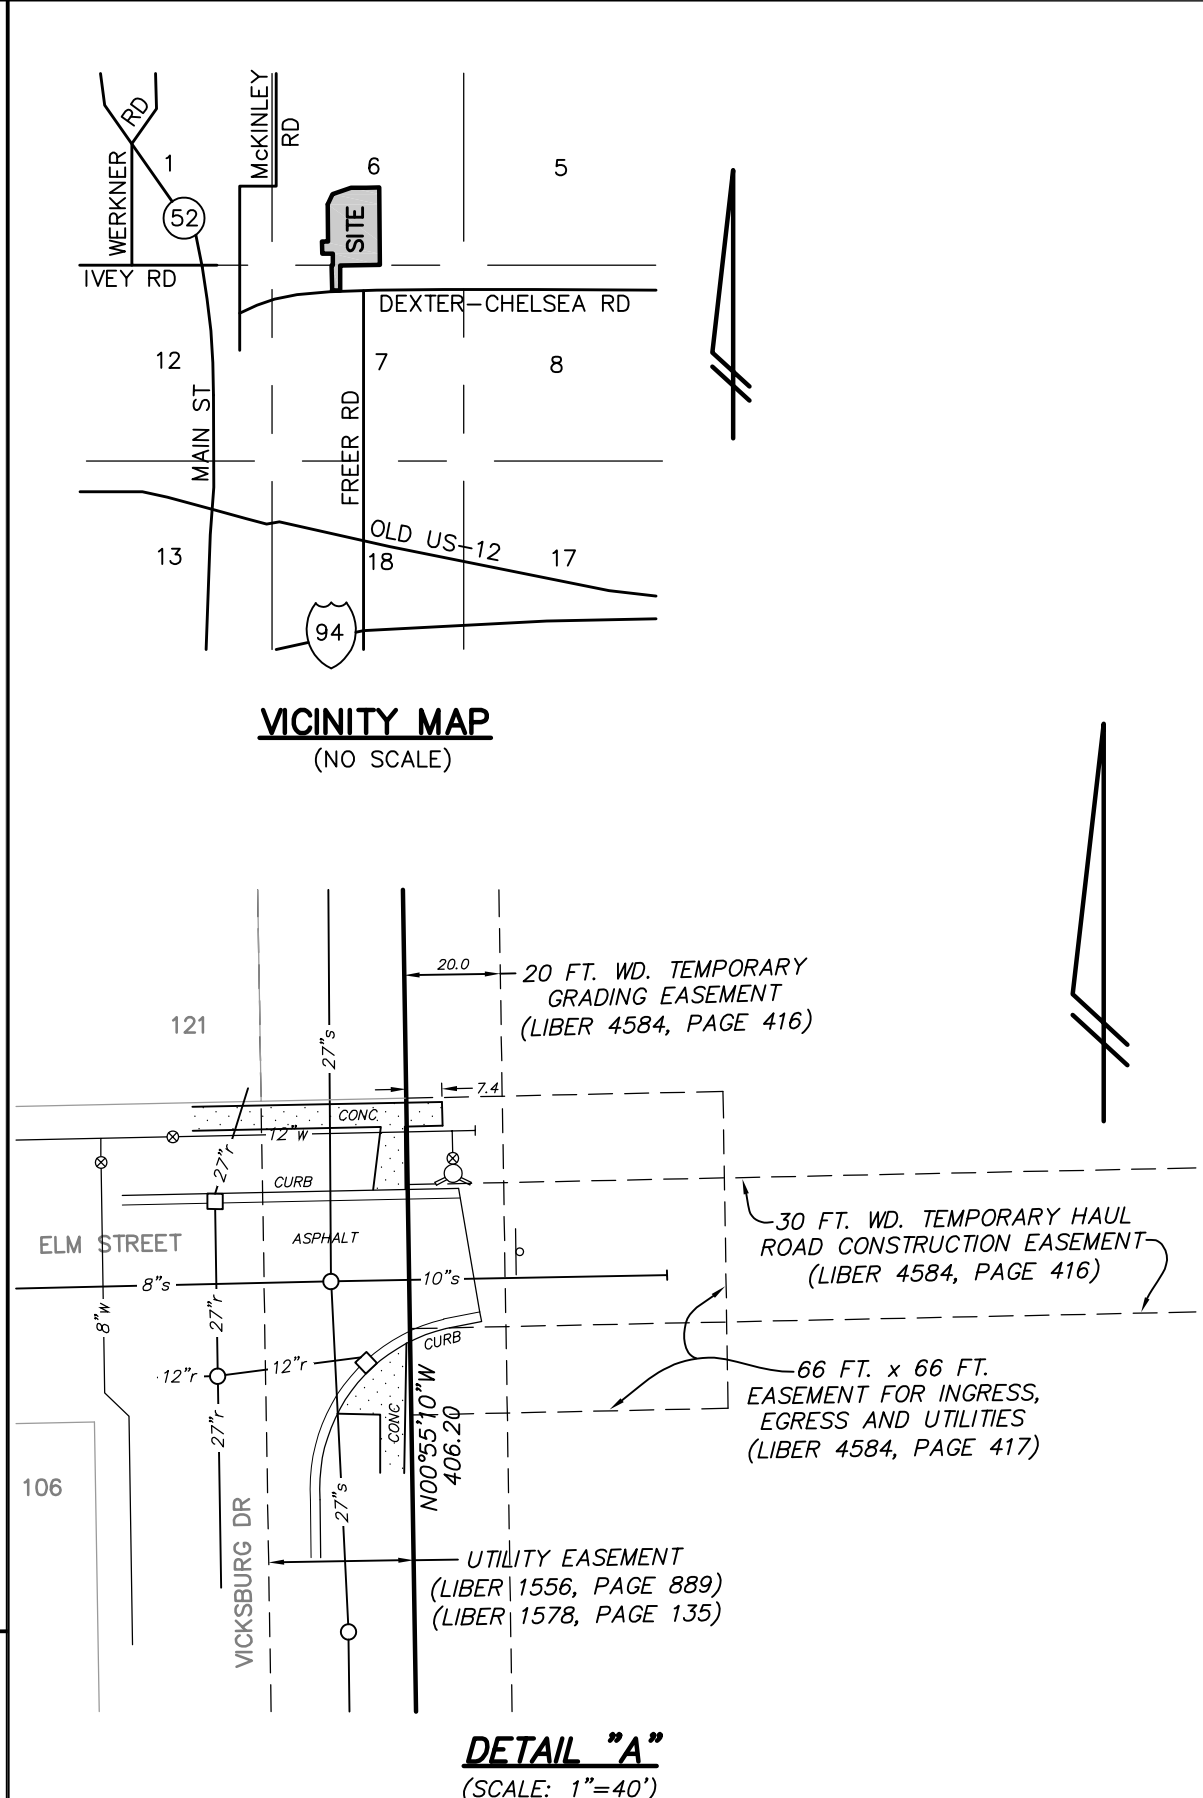 McKINLEY
RD
RD
WERKNER
1
6
5
52
SITE
IVEY RD
DEXTER-CHELSEA RD
12
7
8
MAIN ST
FREER RD
OLD US-12
13
18
17
94
VICINITY MAP
(NO SCALE)
20.0
20 FT. WD. TEMPORARY
GRADING EASEMENT
(LIBER 4584, PAGE 416)
121
27"s
7.4
CONC
12"W
27"r
CURB
ELM STREET
ASPHALT
30 FT. WD. TEMPORARY HAUL
ROAD CONSTRUCTION EASEMENT
(LIBER 4584, PAGE 416)
8"s
10"s
8"W
27"r
CURB
12"r
12"r
66 FT. x 66 FT.
EASEMENT FOR INGRESS,
EGRESS AND UTILITIES
(LIBER 4584, PAGE 417)
27"r
CONC
N00°55'10"W
406.20
106
27"s
VICKSBURG DR
UTILITY EASEMENT
(LIBER 1556, PAGE 889)
(LIBER 1578, PAGE 135)
DETAIL "A"
(SCALE: 1"=40')